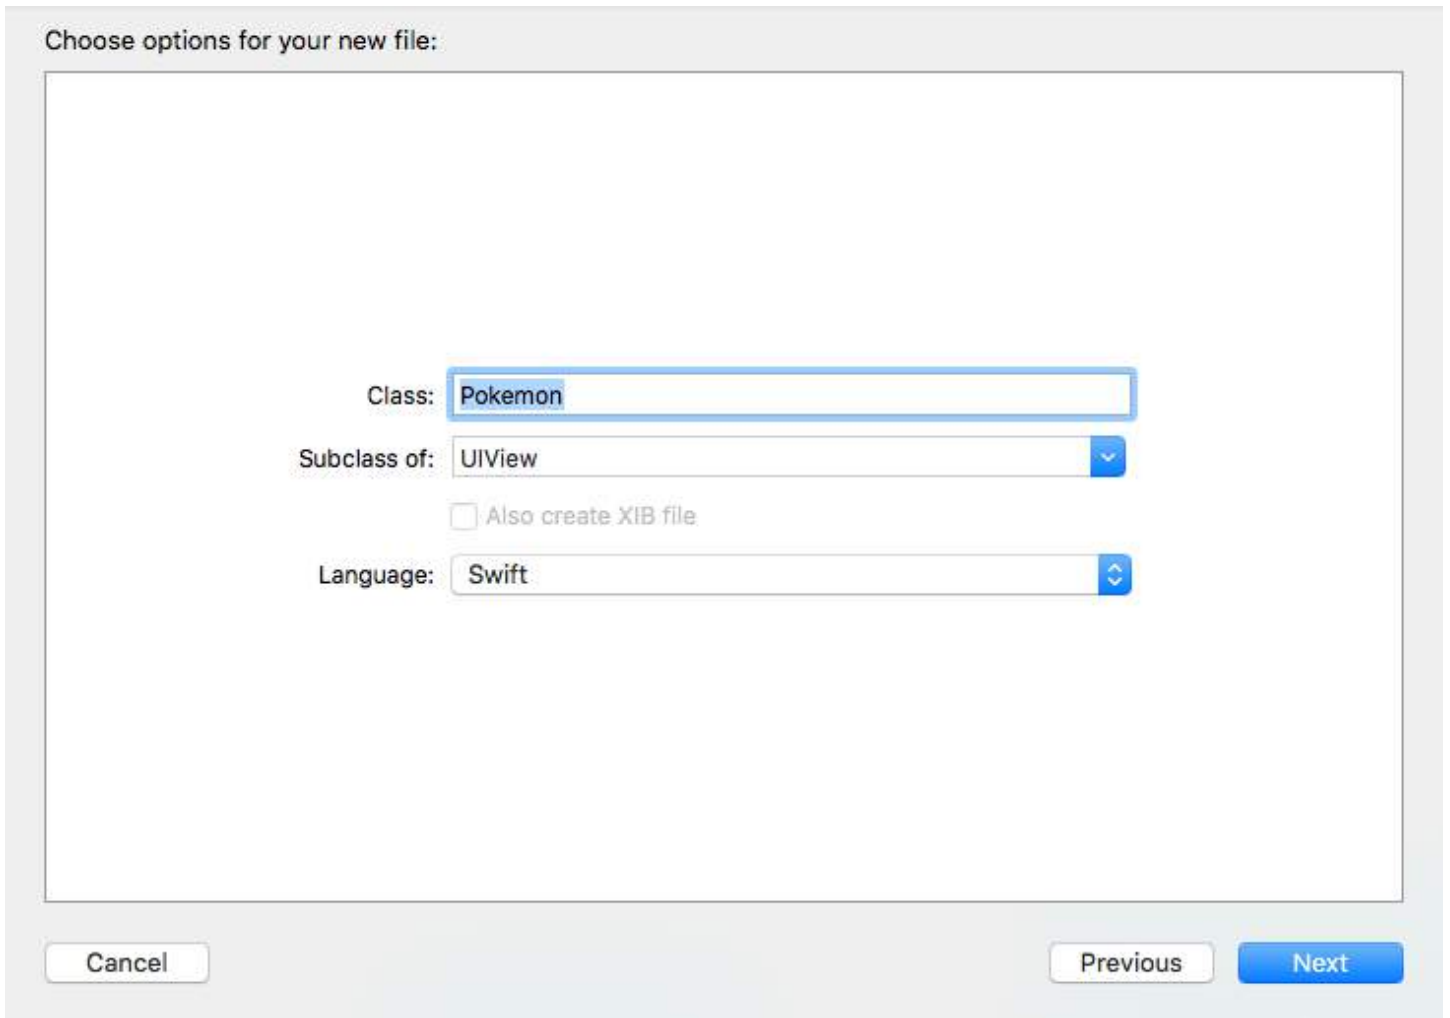 Choose options for your new file:
Class: Pokemon
Subclass of: UIView
Also create XIB file
Language: Swift
Cancel Previous Next